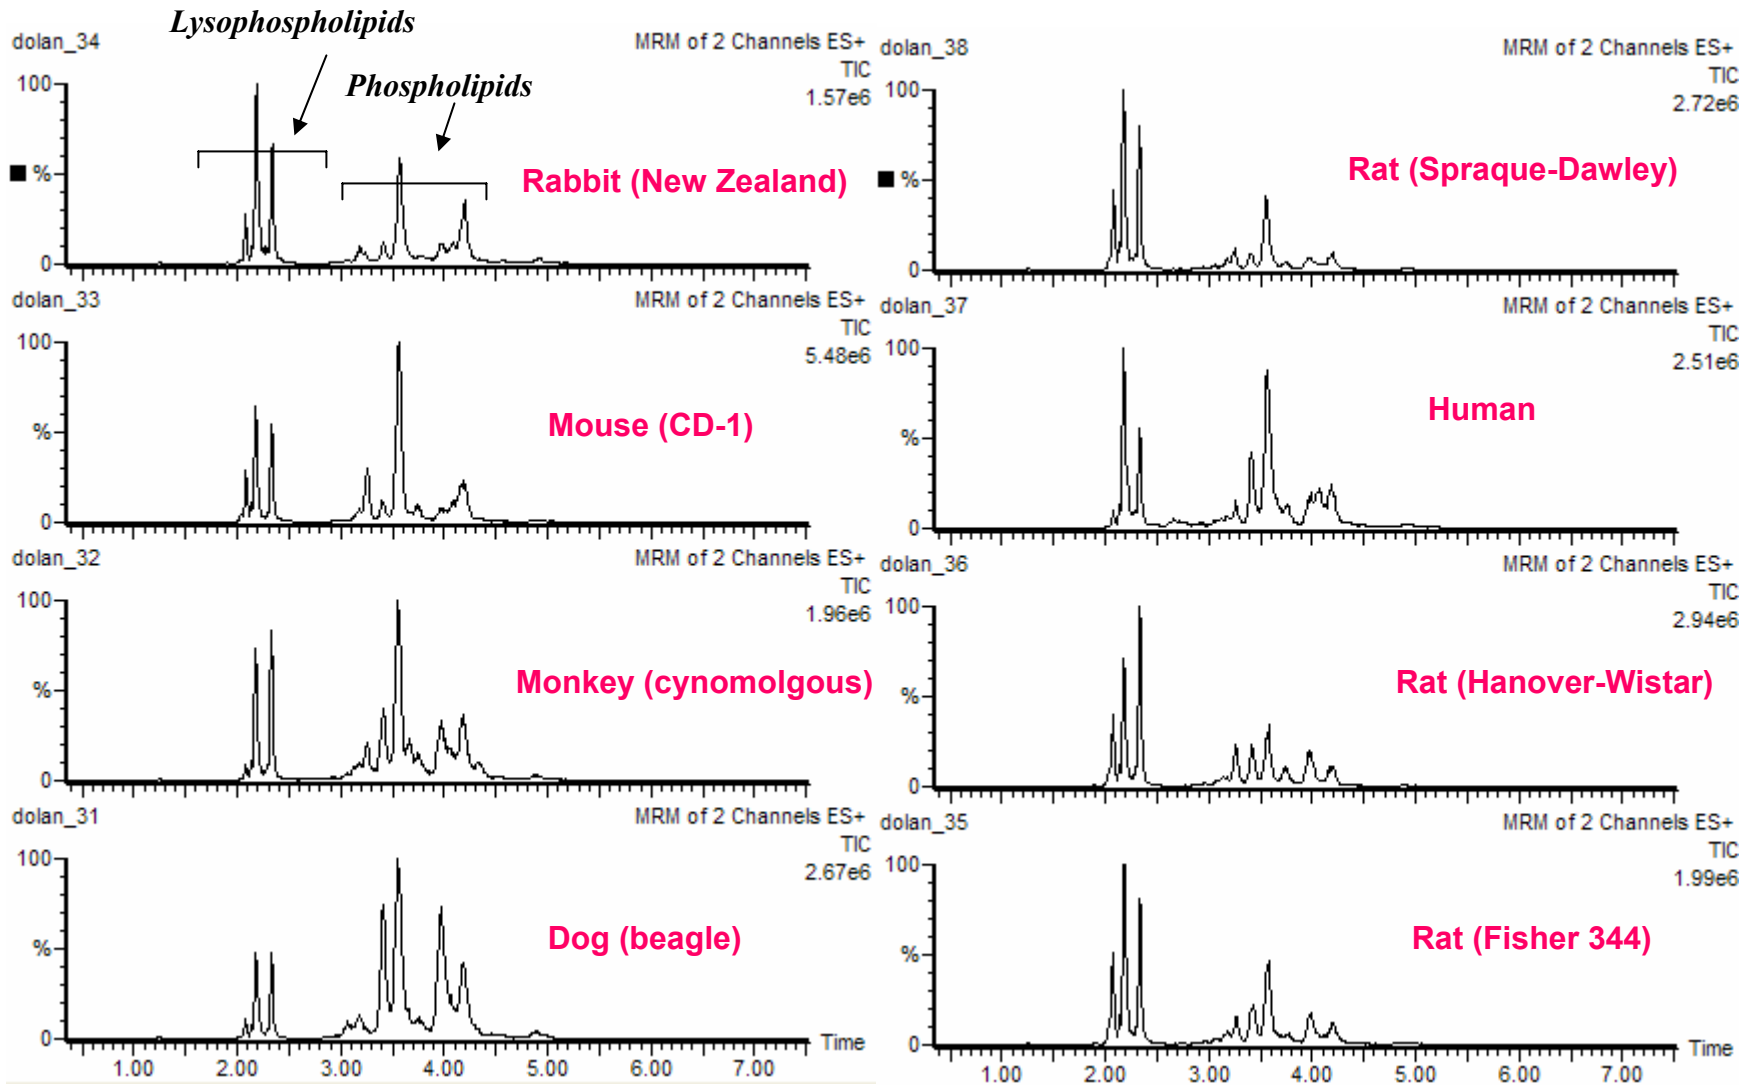 Lysophospholipids
dolan_34
MRM of 2 Channels ES+
TIC
1.57e6
Phospholipids
100
%
0
Rabbit (New Zealand)
dolan_33
MRM of 2 Channels ES+
TIC
5.48e6
100
%
0
Mouse (CD-1)
dolan_32
MRM of 2 Channels ES+
TIC
1.96e6
100
%
0
Monkey (cynomolgous)
dolan_31
MRM of 2 Channels ES+
TIC
2.67e6
100
%
0
Dog (beagle)
Time
1.00 2.00 3.00 4.00 5.00 6.00 7.00
dolan_38
MRM of 2 Channels ES+
TIC
2.72e6
100
%
0
Rat (Spraque-Dawley)
dolan_37
MRM of 2 Channels ES+
TIC
2.51e6
100
%
0
Human
dolan_36
MRM of 2 Channels ES+
TIC
2.94e6
100
%
0
Rat (Hanover-Wistar)
dolan_35
MRM of 2 Channels ES+
TIC
1.99e6
100
%
0
Rat (Fisher 344)
Time
1.00 2.00 3.00 4.00 5.00 6.00 7.00